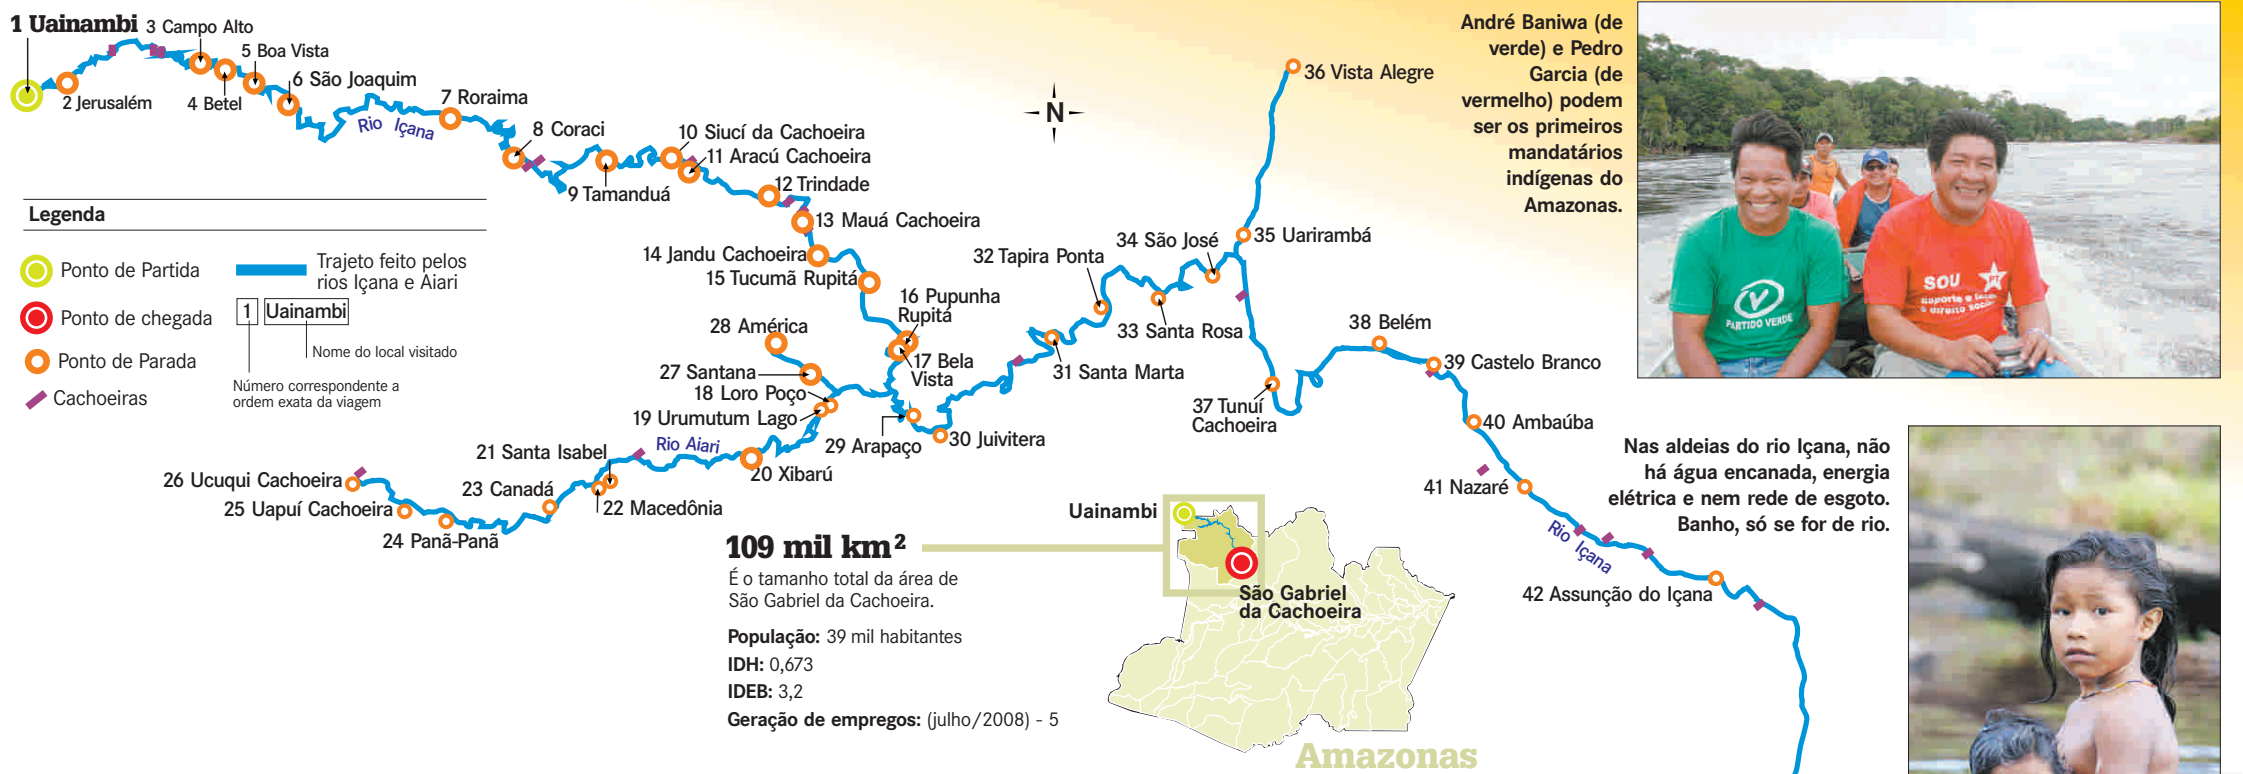 1 Uainambi
2 Jerusalém
3 Campo Alto
4 Betel
5 Boa Vista
6 São Joaquim
Rio Içana
7 Roraima
8 Coraci
9 Tamanduá
10 Siucí da Cachoeira
11 Aracú Cachoeira
12 Trindade
13 Mauá Cachoeira
14 Jandu Cachoeira
15 Tucumã Rupitá
16 Pupunha
Rupitá
17 Bela
Vista
18 Loro Poço
19 Urumutum Lago
20 Xibarú
Rio Aiari
21 Santa Isabel
22 Macedônia
23 Canadá
24 Panã-Panã
25 Uapuí Cachoeira
26 Ucuqui Cachoeira
27 Santana
28 América
29 Arapaço
30 Juivitera
31 Santa Marta
32 Tapira Ponta
33 Santa Rosa
34 São José
35 Uarirambá
36 Vista Alegre
37 Tunuí
Cachoeira
38 Belém
39 Castelo Branco
40 Ambaúba
41 Nazaré
Rio Içana
42 Assunção do Içana
N
Legenda
Ponto de Partida
Ponto de chegada
Ponto de Parada
Cachoeiras
Trajeto feito pelos
rios Içana e Aiari
1 Uainambi
Nome do local visitado
Número correspondente a
ordem exata da viagem
109 mil km²
É o tamanho total da área de
São Gabriel da Cachoeira.
População: 39 mil habitantes
IDH: 0,673
IDEB: 3,2
Geração de empregos: (julho/2008) - 5
Uainambi
São Gabriel
da Cachoeira
Amazonas
André Baniwa (de
verde) e Pedro
Garcia (de
vermelho) podem
ser os primeiros
mandatários
indígenas do
Amazonas.
PARTIDO VERDE
SOU
PT
Nas aldeias do rio Içana, não
há água encanada, energia
elétrica e nem rede de esgoto.
Banho, só se for de rio.